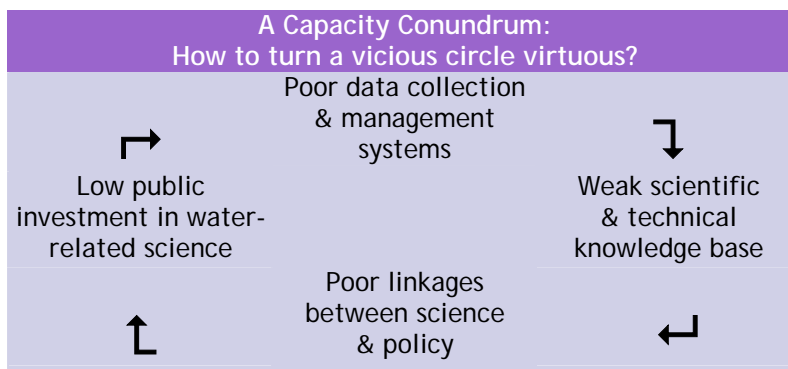 A Capacity Conundrum:
How to turn a vicious circle virtuous?
Poor data collection
& management
systems
Low public
investment in water-
related science
Weak scientific
& technical
knowledge base
Poor linkages
between science
& policy